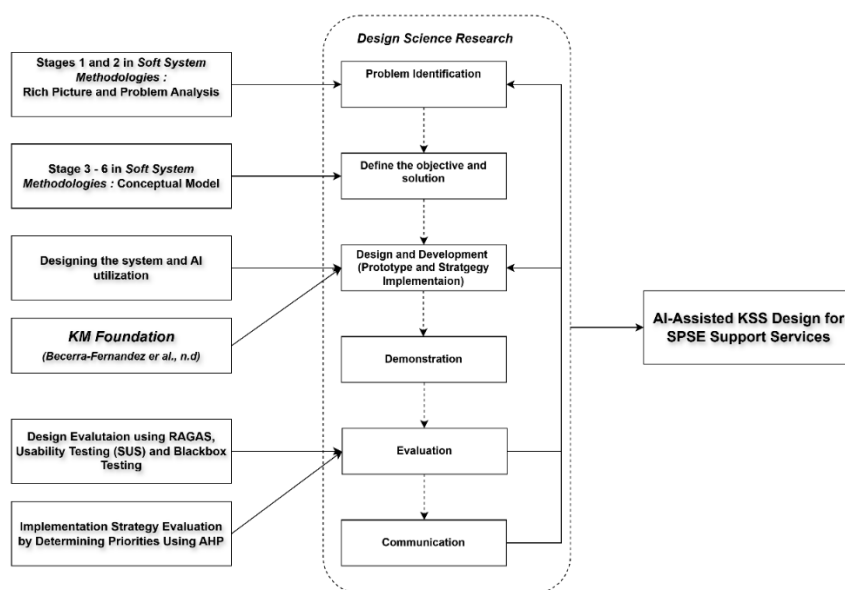 Design Science Research
Stages 1 and 2 in Soft System
Methodologies :
Rich Picture and Problem Analysis
Problem Identification
Stage 3 - 6 in Soft System
Methodologies : Conceptual Model
Define the objective and
solution
Designing the system and AI
utilization
Design and Development
(Prototype and Stratgegy
Implementaion)
KM Foundation
(Becerra-Fernandez er al., n.d)
Demonstration
AI-Assisted KSS Design for
SPSE Support Services
Design Evalutaion using RAGAS,
Usability Testing (SUS) and Blackbox
Testing
Evaluation
Implementation Strategy Evaluation
by Determining Priorities Using AHP
Communication